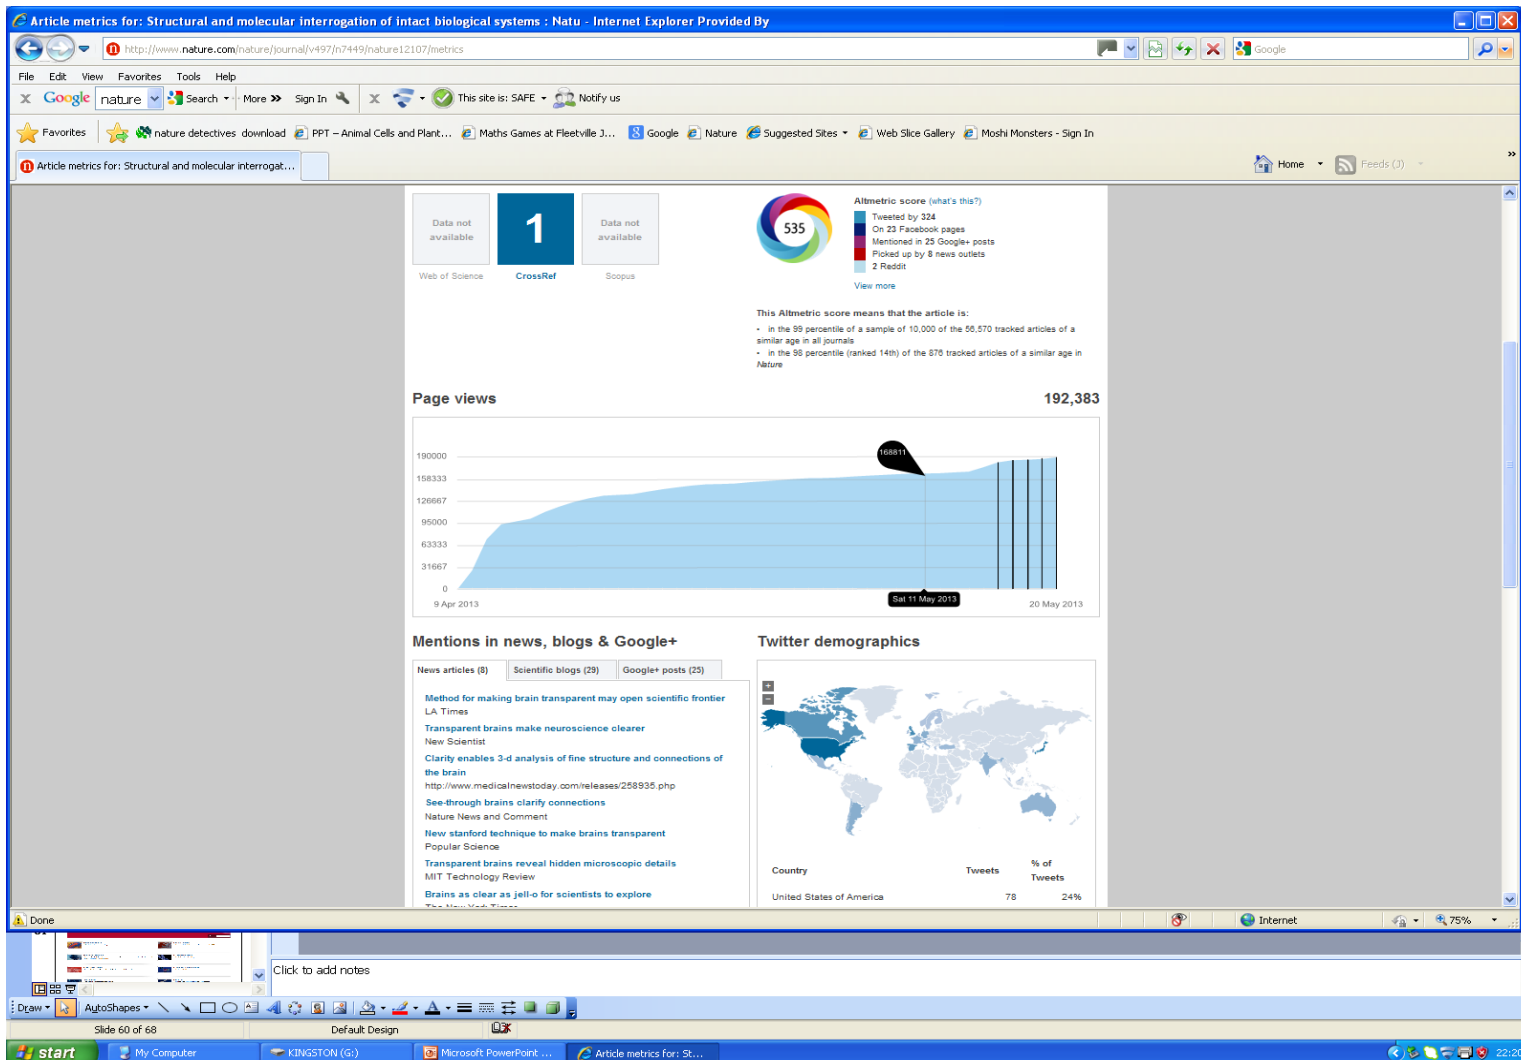 Article metrics for: Structural and molecular interrogation of intact biological systems : Natu - Internet Explorer Provided By
http://www.nature.com/nature/journal/v497/n7449/nature12107/metrics
Google
File Edit View Favorites Tools Help
x Google nature Search More >> Sign In x This site is: SAFE Notify us
Favorites nature detectives download PPT – Animal Cells and Plant... Maths Games at Fleetville J... Google Nature Suggested Sites Web Slice Gallery Moshi Monsters - Sign In
Article metrics for: Structural and molecular interrogat...
Home Feeds (J) »
Data not available
Web of Science
1
CrossRef
Data not available
Scopus
535
Altmetric score (what's this?)
Tweeted by 324
On 23 Facebook pages
Mentioned in 25 Google+ posts
Picked up by 8 news outlets
2 Reddit
View more
This Altmetric score means that the article is:
- in the 99 percentile of a sample of 10,000 of the 56,570 tracked articles of a
similar age in all journals
- in the 98 percentile (ranked 14th) of the 876 tracked articles of a similar age in
Nature
Page views 192,383
168811
190000
158333
126667
95000
63333
31667
0
9 Apr 2013
Sat 11 May 2013
20 May 2013
Mentions in news, blogs & Google+
News articles (8) Scientific blogs (29) Google+ posts (25)
Method for making brain transparent may open scientific frontier
LA Times
Transparent brains make neuroscience clearer
New Scientist
Clarity enables 3-d analysis of fine structure and connections of
the brain
http://www.medicalnewstoday.com/releases/258935.php
See-through brains clarify connections
Nature News and Comment
New stanford technique to make brains transparent
Popular Science
Transparent brains reveal hidden microscopic details
MIT Technology Review
Brains as clear as jell-o for scientists to explore
The New York Times
Twitter demographics
+
−
Country Tweets % of Tweets
United States of America 78 24%
Done Internet 75%
Click to add notes
Draw AutoShapes
Slide 60 of 68 Default Design
start My Computer KINGSTON (G:) Microsoft PowerPoint ... Article metrics for: St... 22:20